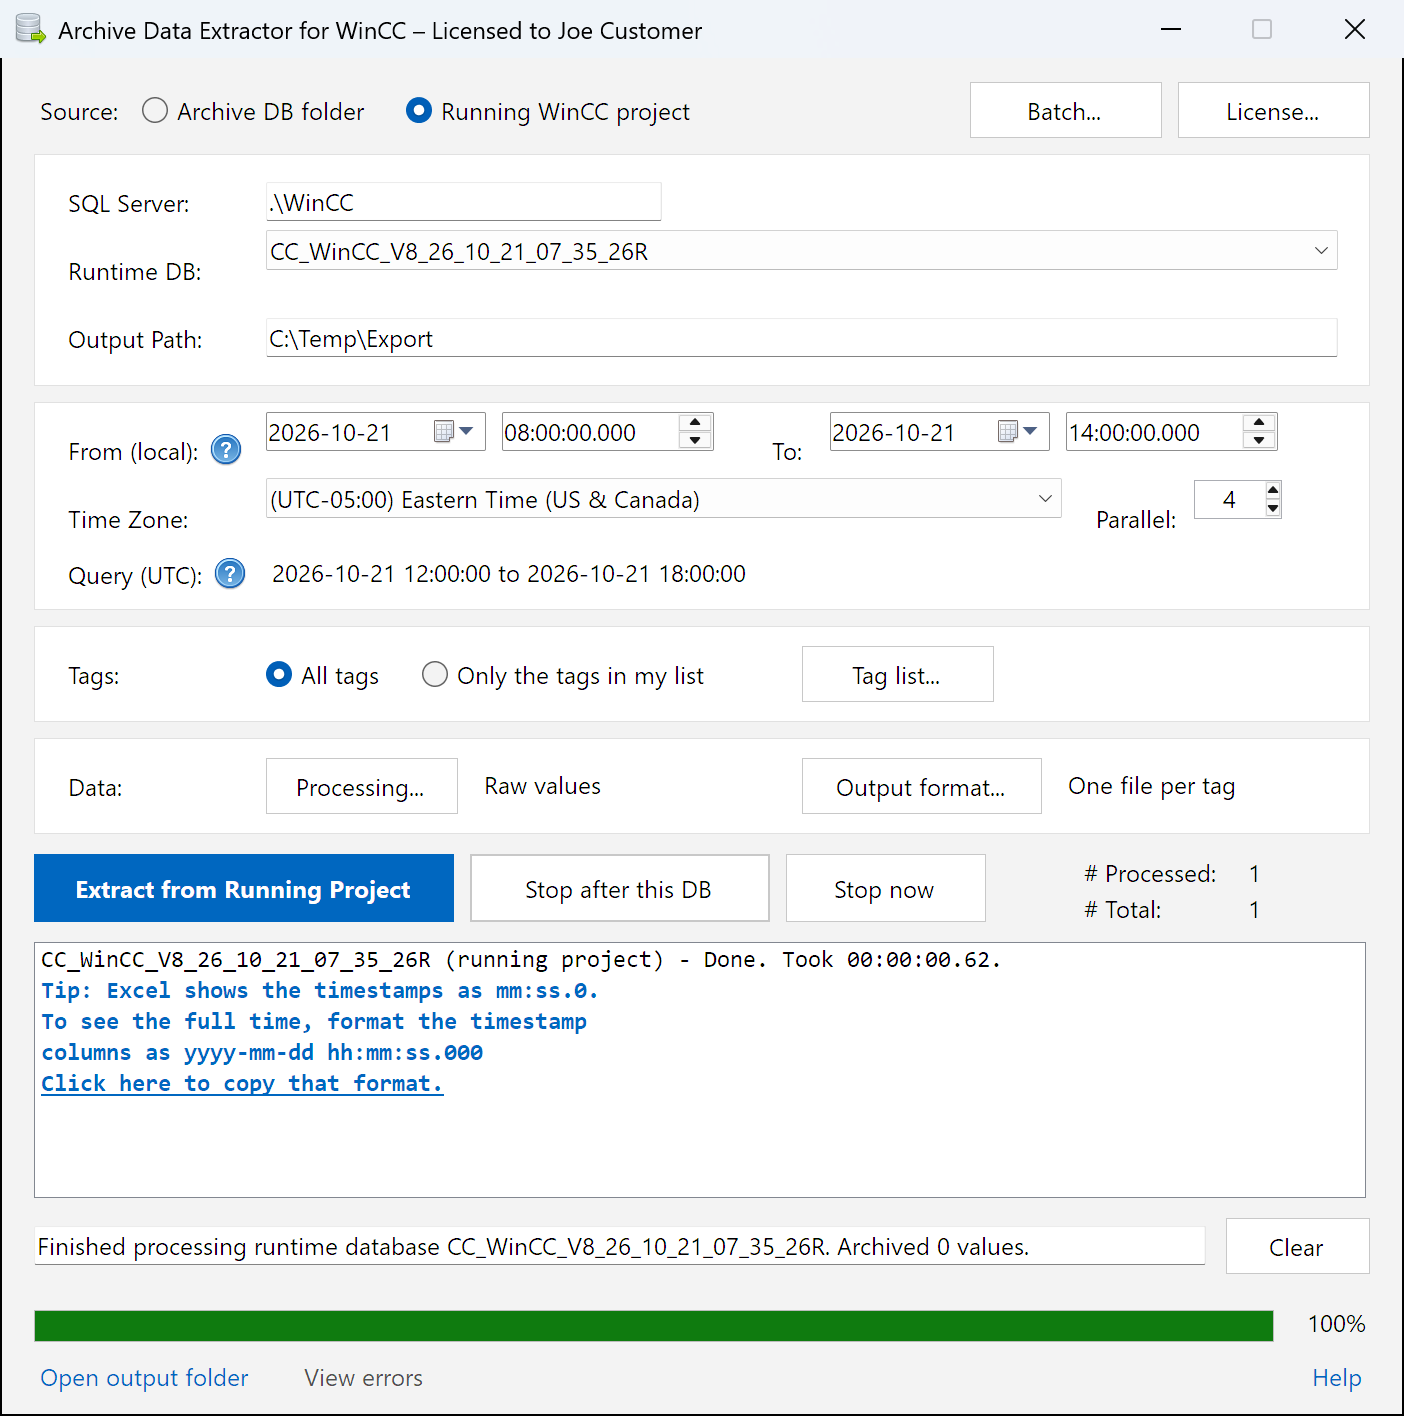 Archive Data Extractor for WinCC – Licensed to Joe Customer
Source: Archive DB folder Running WinCC project Batch... License...
SQL Server: .\WinCC
Runtime DB: CC_WinCC_V8_26_10_21_07_35_26R
Output Path: C:\Temp\Export
From (local): ? 2026-10-21 08:00:00.000 To: 2026-10-21 14:00:00.000
Time Zone: (UTC-05:00) Eastern Time (US & Canada) Parallel: 4
Query (UTC): ? 2026-10-21 12:00:00 to 2026-10-21 18:00:00
Tags: All tags Only the tags in my list Tag list...
Data: Processing... Raw values Output format... One file per tag
Extract from Running Project Stop after this DB Stop now
# Processed: 1
# Total: 1
CC_WinCC_V8_26_10_21_07_35_26R (running project) - Done. Took 00:00:00.62.
Tip: Excel shows the timestamps as mm:ss.0.
To see the full time, format the timestamp
columns as yyyy-mm-dd hh:mm:ss.000
Click here to copy that format.
Finished processing runtime database CC_WinCC_V8_26_10_21_07_35_26R. Archived 0 values. Clear
100%
Open output folder View errors Help